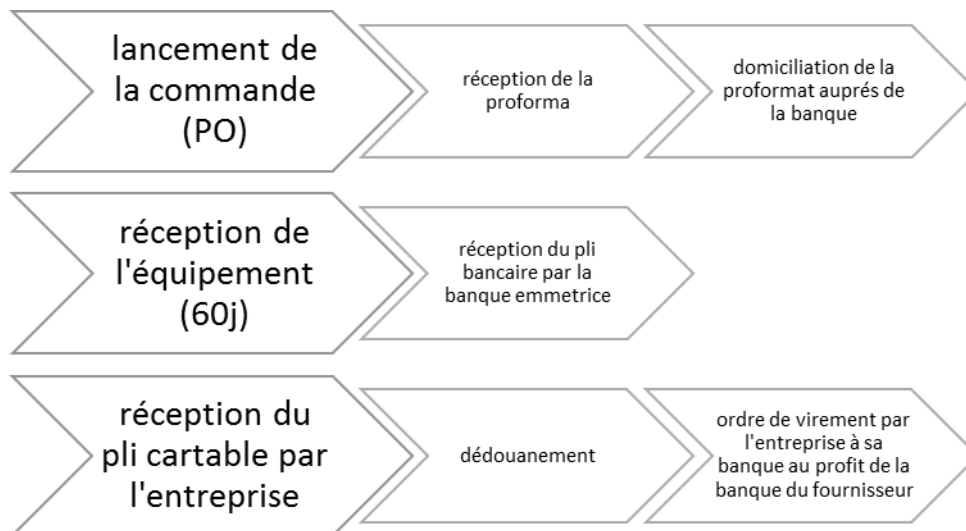 lancement de
la commande
(PO)
réception de la
proforma
domiciliation de la
proformat auprés de
la banque
réception de
l'équipement
(60j)
réception du pli
bancaire par la
banque emmetrice
réception du
pli cartable par
l'entreprise
dédouanement
ordre de virement par
l'entreprise à sa
banque au profit de la
banque du fournisseur